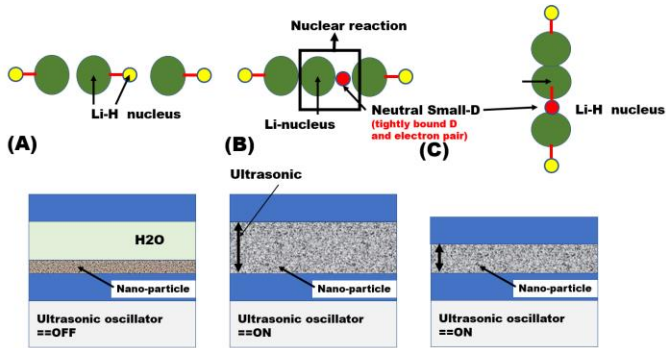 Nuclear reaction
Li-H nucleus
Li-nucleus
Neutral Small-D
(tightly bound D
and electron pair)
Li-H nucleus
(A)
(B)
(C)
Ultrasonic
H2O
Nano-particle
Nano-particle
Nano-particle
Ultrasonic oscillator
==OFF
Ultrasonic oscillator
==ON
Ultrasonic oscillator
==ON